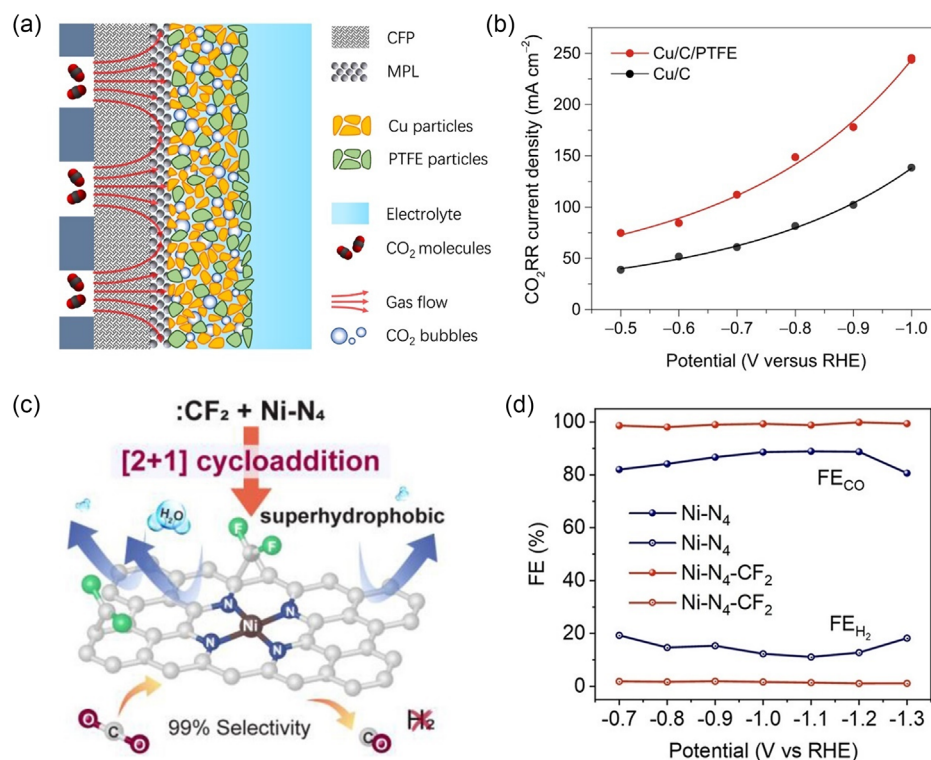 (a)
CFP
MPL
Cu particles
PTFE particles
Electrolyte
CO₂ molecules
Gas flow
CO₂ bubbles
(b)
CO₂RR current density (mA cm⁻²)
250
200
150
100
50
0
Cu/C/PTFE
Cu/C
−0.5 −0.6 −0.7 −0.8 −0.9 −1.0
Potential (V versus RHE)
(c)
:CF₂ + Ni-N₄
[2+1] cycloaddition
H₂O
superhydrophobic
F
F
N
N
Ni
N
N
O
C
O
99% Selectivity
C
O
H₂
(d)
FE (%)
100
80
60
40
20
0
FE_CO
Ni-N₄
Ni-N₄
Ni-N₄-CF₂
Ni-N₄-CF₂
FE_H₂
-0.7 -0.8 -0.9 -1.0 -1.1 -1.2 -1.3
Potential (V vs RHE)